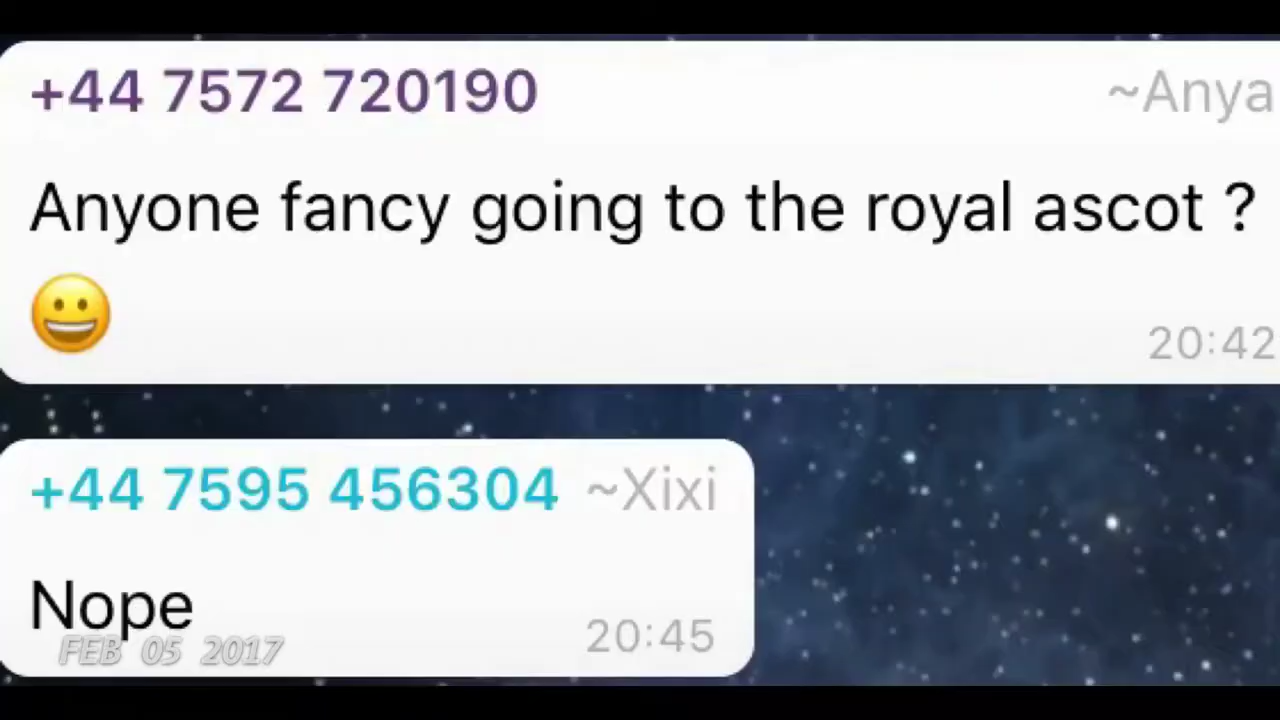 +44 7572 720190 ~Anya
Anyone fancy going to the royal ascot ?
😀
20:42
+44 7595 456304 ~Xixi
Nope
20:45
FEB 05 2017